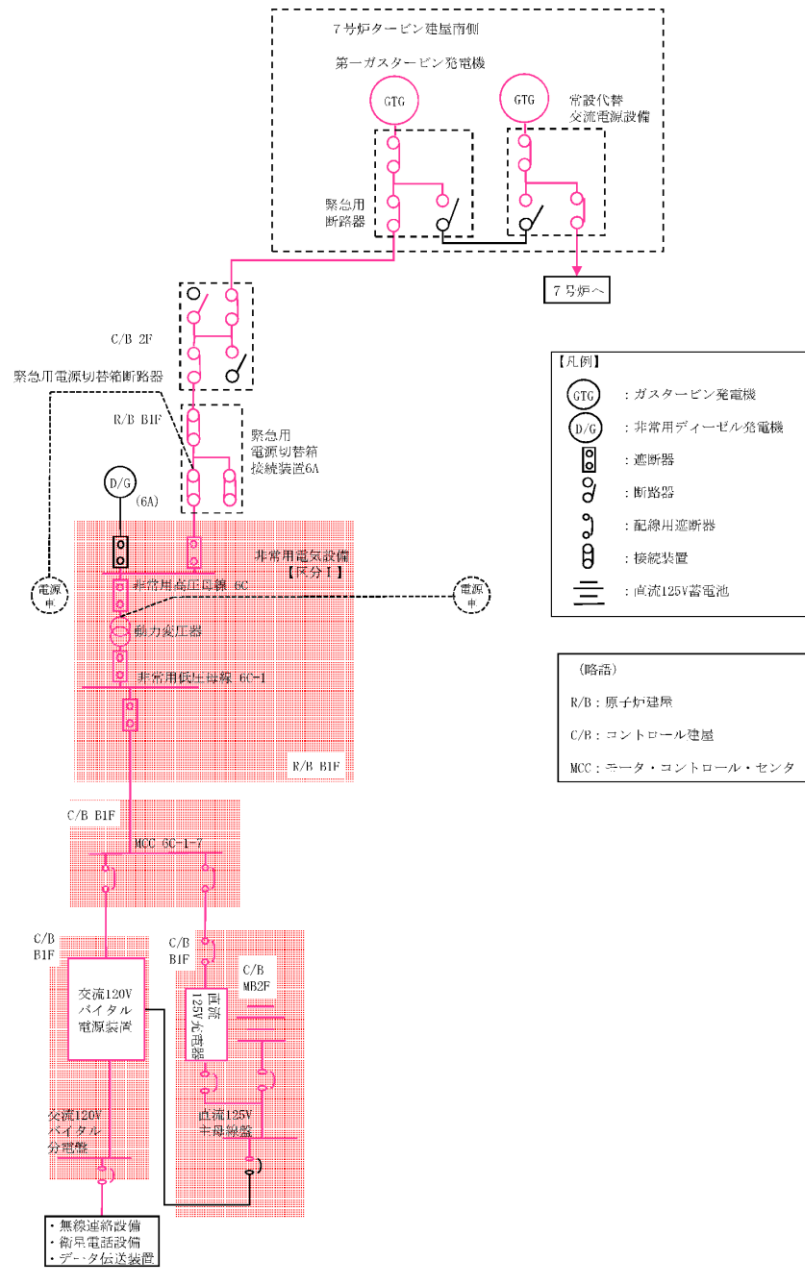 7号炉タービン建屋南側
第一ガスタービン発電機
GTG
GTG
常設代替
交流電源設備
緊急用
断路器
7号炉へ
C/B 2F
緊急用電源切替箱断路器
R/B B1F
緊急用
電源切替箱
接続装置6A
D/G
(6A)
非常用電気設備
【区分Ⅰ】
電源
車
非常用高圧母線 6C
電源
車
動力変圧器
非常用低圧母線 6C-1
R/B B1F
C/B B1F
MCC 6C-1-7
C/B
B1F
C/B
B1F
C/B
MB2F
交流120V
バイタル
電源装置
直流
125V充電器
交流120V
バイタル
分電盤
直流125V
主母線盤
・無線連絡設備
・衛星電話設備
・データ伝送装置
【凡例】
GTG ：ガスタービン発電機
D/G ：非常用ディーゼル発電機
：遮断器
：断路器
：配線用遮断器
：接続装置
：直流125V蓄電池
（略語）
R/B：原子炉建屋
C/B：コントロール建屋
MCC：モータ・コントロール・センタ